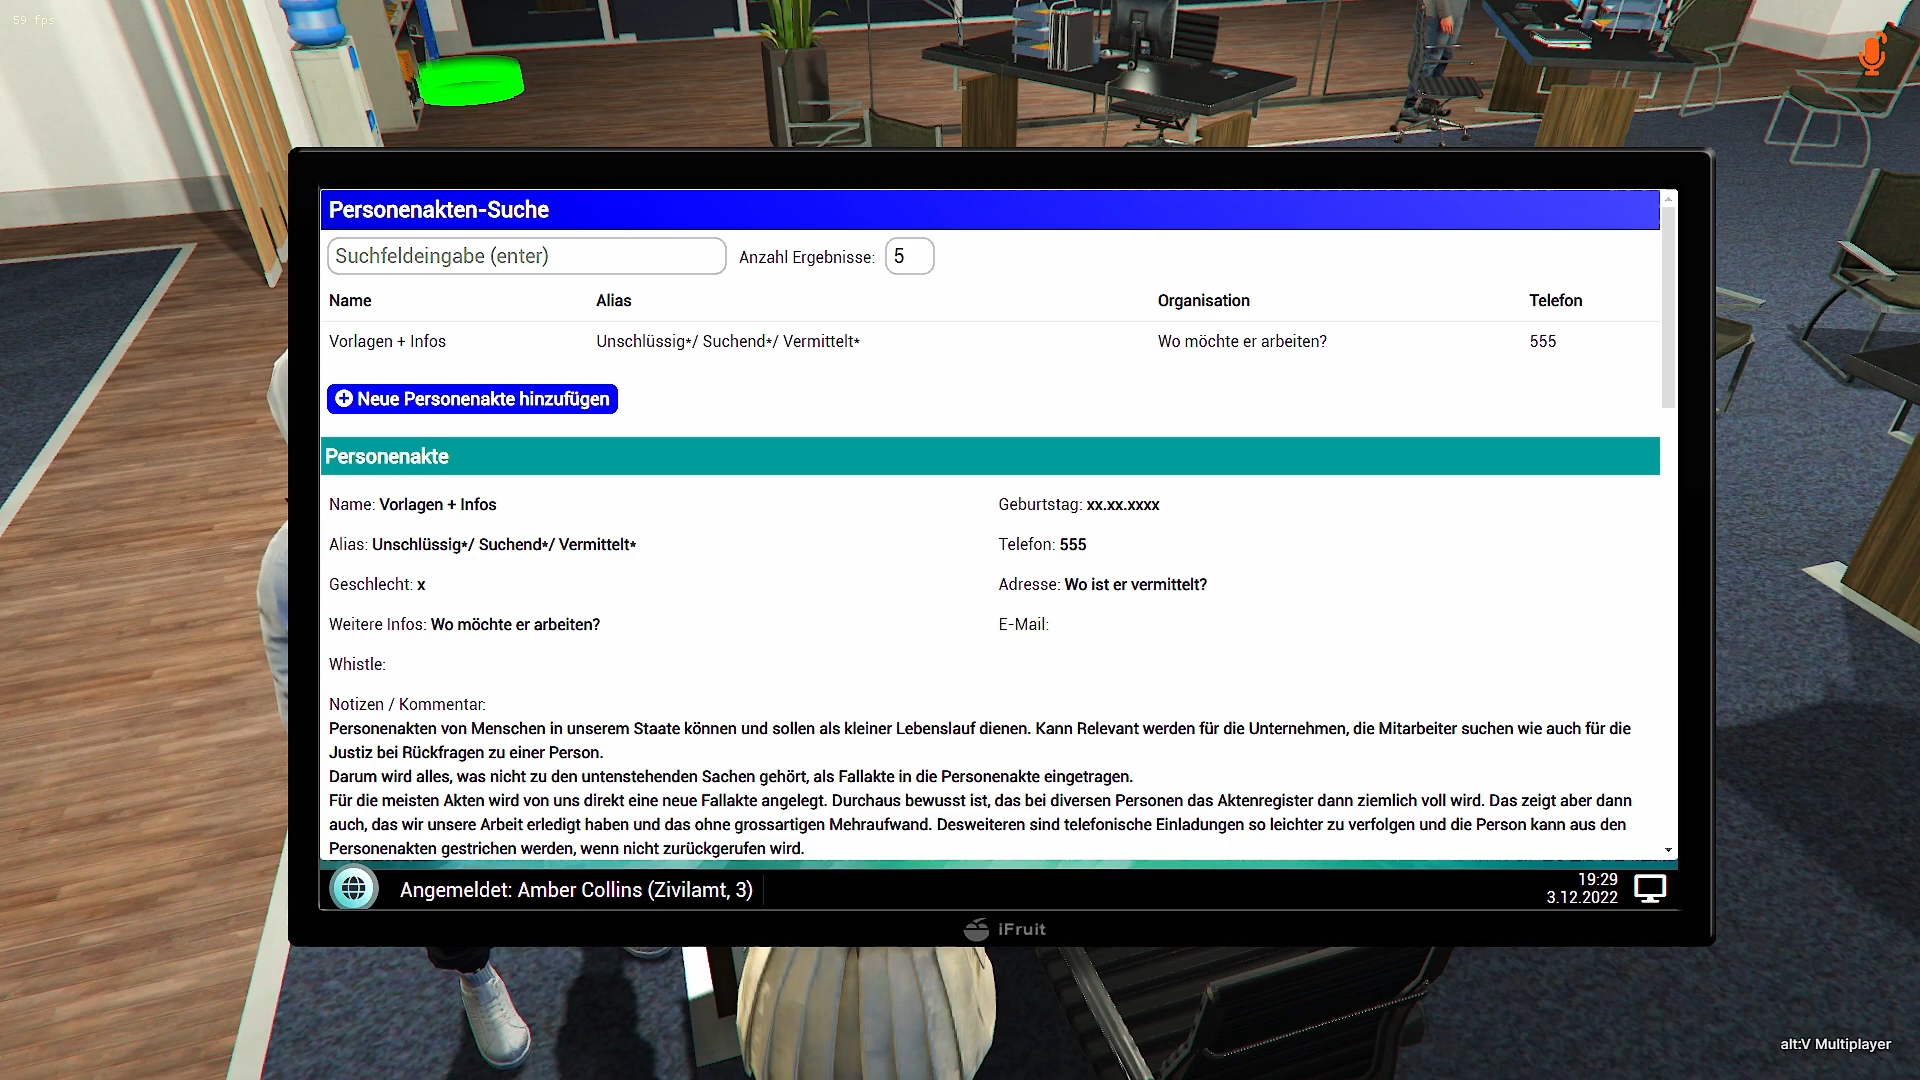 59 fps
Personenakten-Suche
Suchfeldeingabe (enter) Anzahl Ergebnisse: 5
Name Alias Organisation Telefon
Vorlagen + Infos Unschlüssig*/ Suchend*/ Vermittelt* Wo möchte er arbeiten? 555
Neue Personenakte hinzufügen
Personenakte
Name: Vorlagen + Infos Geburtstag: xx.xx.xxxx
Alias: Unschlüssig*/ Suchend*/ Vermittelt* Telefon: 555
Geschlecht: x Adresse: Wo ist er vermittelt?
Weitere Infos: Wo möchte er arbeiten? E-Mail:
Whistle:
Notizen / Kommentar:
Personenakten von Menschen in unserem Staate können und sollen als kleiner Lebenslauf dienen. Kann Relevant werden für die Unternehmen, die Mitarbeiter suchen wie auch für die
Justiz bei Rückfragen zu einer Person.
Darum wird alles, was nicht zu den untenstehenden Sachen gehört, als Fallakte in die Personenakte eingetragen.
Für die meisten Akten wird von uns direkt eine neue Fallakte angelegt. Durchaus bewusst ist, das bei diversen Personen das Aktenregister dann ziemlich voll wird. Das zeigt aber dann
auch, das wir unsere Arbeit erledigt haben und das ohne grossartigen Mehraufwand. Desweiteren sind telefonische Einladungen so leichter zu verfolgen und die Person kann aus den
Personenakten gestrichen werden, wenn nicht zurückgerufen wird.
Angemeldet: Amber Collins (Zivilamt, 3)
19:29
3.12.2022
iFruit
alt:V Multiplayer